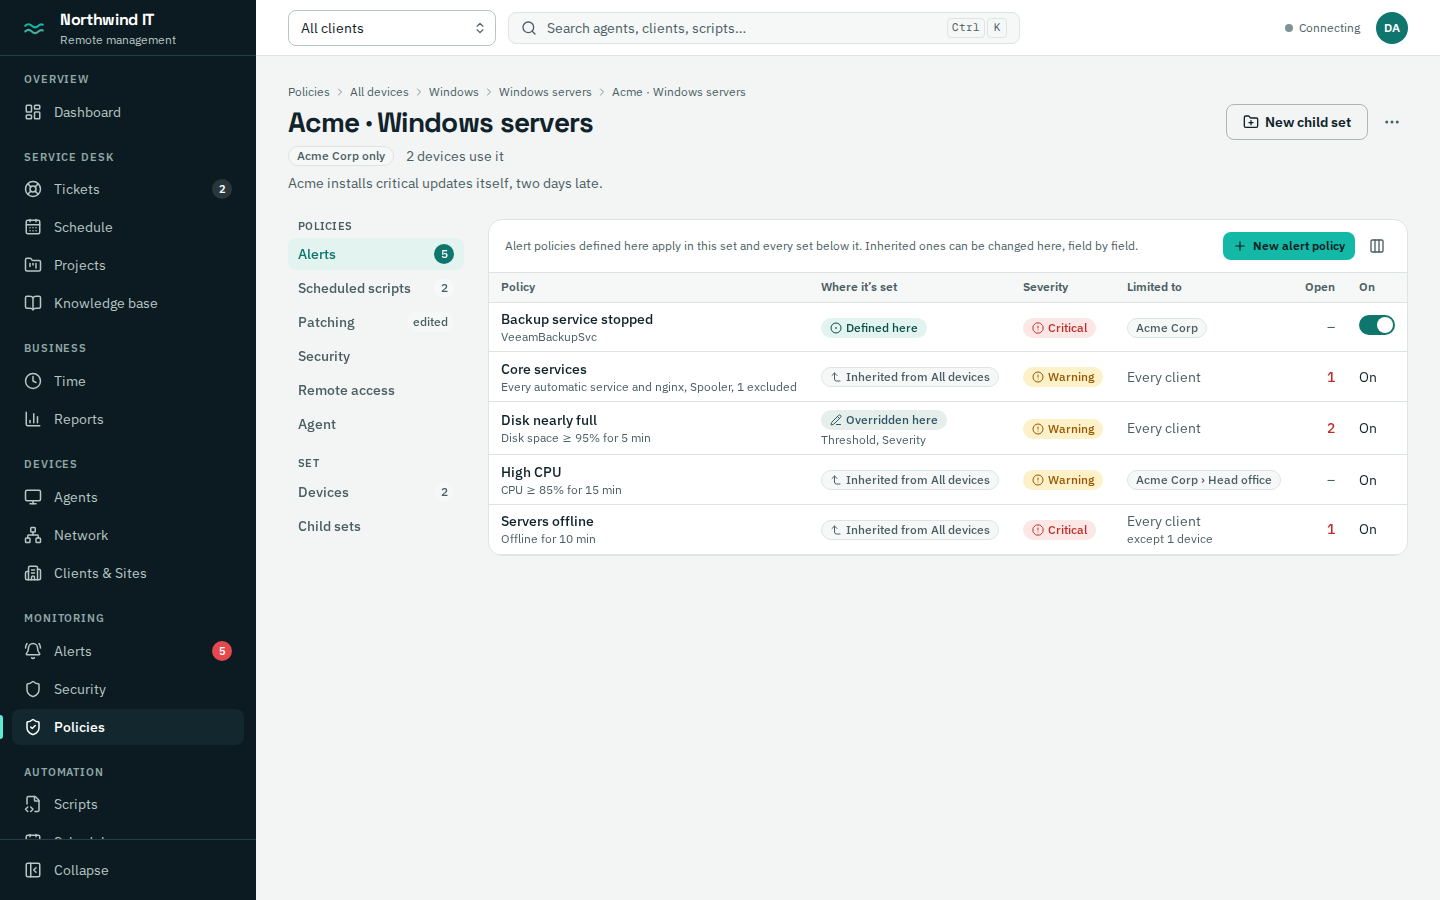 Northwind IT
Remote management
OVERVIEW
Dashboard
SERVICE DESK
Tickets 2
Schedule
Projects
Knowledge base
BUSINESS
Time
Reports
DEVICES
Agents
Network
Clients & Sites
MONITORING
Alerts 5
Security
Policies
AUTOMATION
Scripts
Collapse
All clients
Search agents, clients, scripts... Ctrl K
Connecting DA
Policies All devices Windows Windows servers Acme · Windows servers
Acme · Windows servers
New child set
Acme Corp only 2 devices use it
Acme installs critical updates itself, two days late.
POLICIES
Alerts 5
Scheduled scripts 2
Patching edited
Security
Remote access
Agent
SET
Devices 2
Child sets
Alert policies defined here apply in this set and every set below it. Inherited ones can be changed here, field by field.
New alert policy
Policy Where it's set Severity Limited to Open On
Backup service stopped
VeeamBackupSvc
Defined here Critical Acme Corp –
Core services
Every automatic service and nginx, Spooler, 1 excluded
Inherited from All devices Warning Every client 1 On
Disk nearly full
Disk space ≥ 95% for 5 min
Overridden here
Threshold, Severity
Warning Every client 2 On
High CPU
CPU ≥ 85% for 15 min
Inherited from All devices Warning Acme Corp › Head office – On
Servers offline
Offline for 10 min
Inherited from All devices Critical Every client
except 1 device
1 On